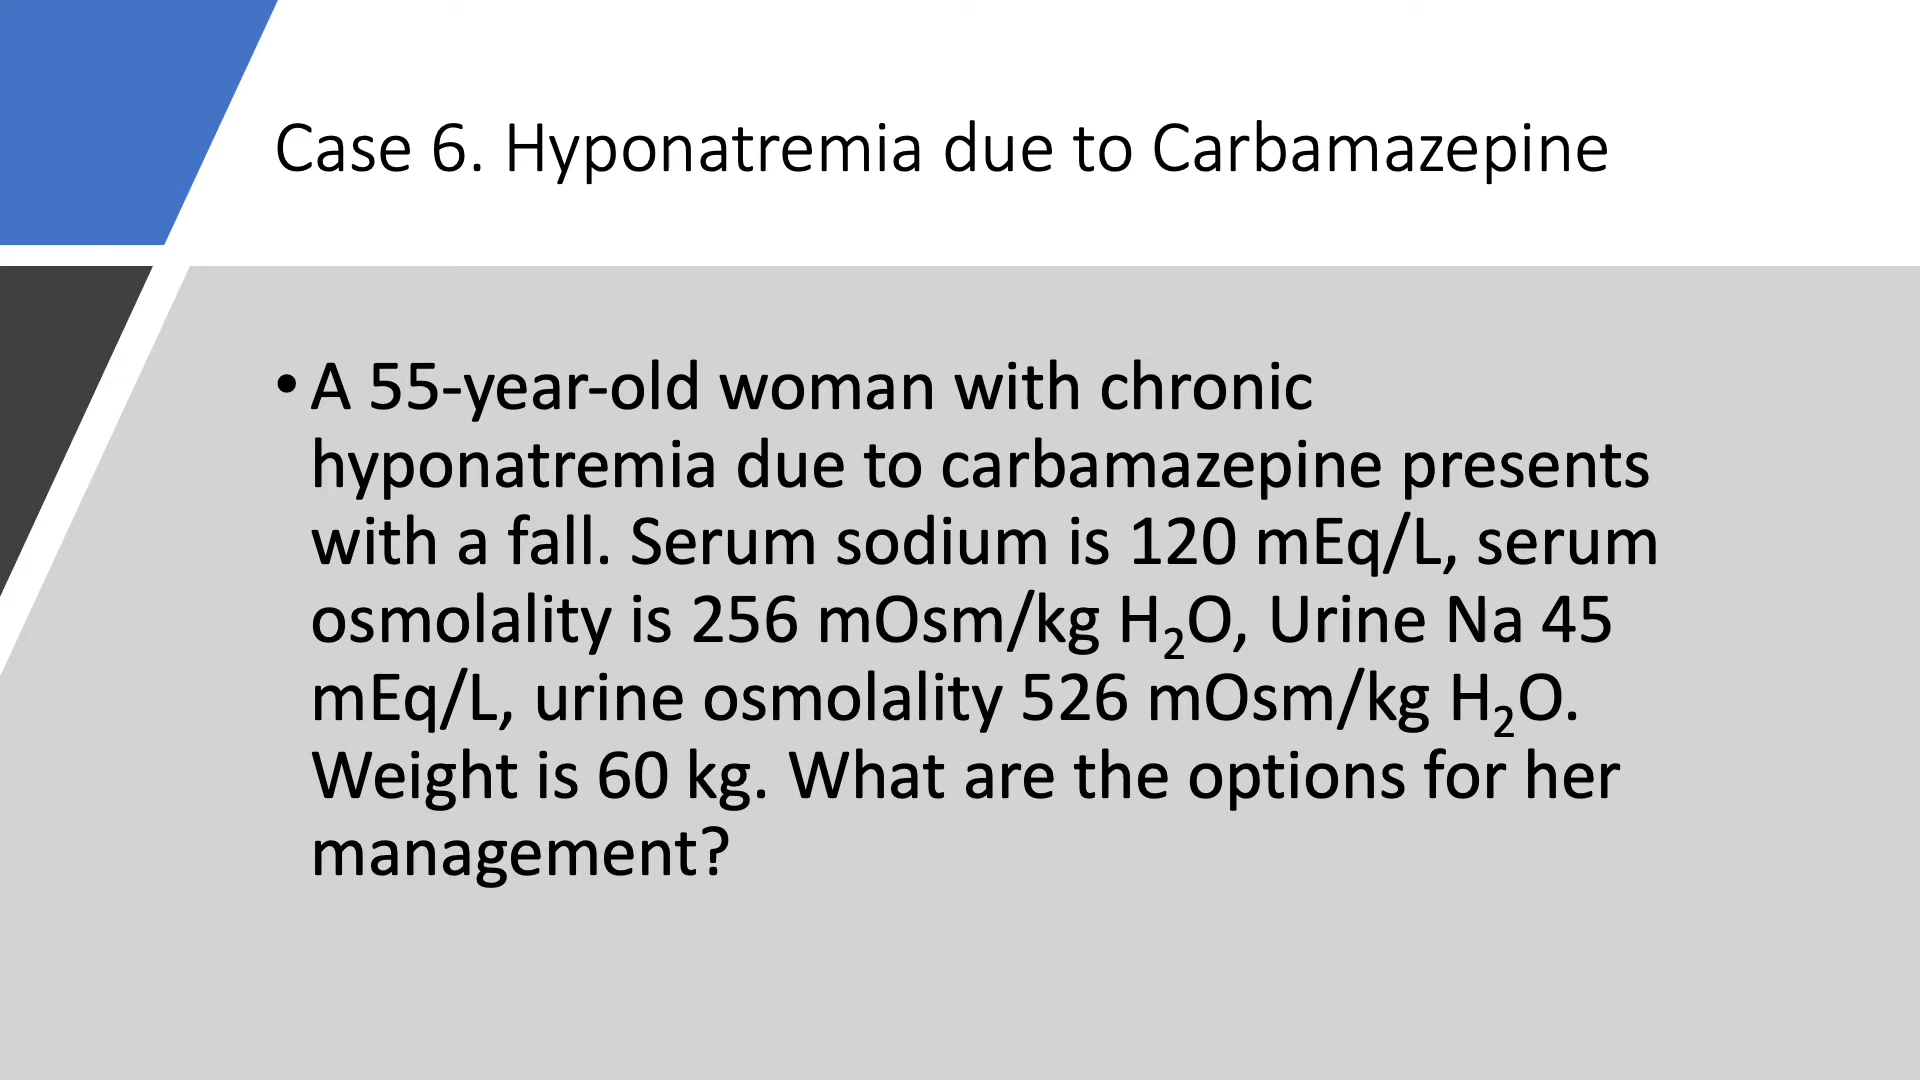 Case 6. Hyponatremia due to Carbamazepine
• A 55-year-old woman with chronic
hyponatremia due to carbamazepine presents
with a fall. Serum sodium is 120 mEq/L, serum
osmolality is 256 mOsm/kg H₂O, Urine Na 45
mEq/L, urine osmolality 526 mOsm/kg H₂O.
Weight is 60 kg. What are the options for her
management?